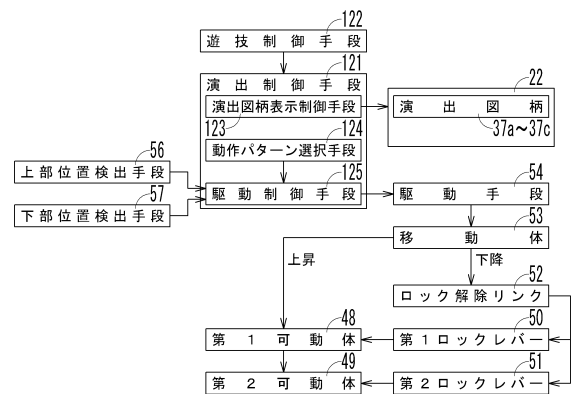 122
遊技制御手段
121
演出制御手段
22
演出図柄表示制御手段
演出図柄
123
37a～37c
124
動作パターン選択手段
56
上部位置検出手段
125
54
駆動制御手段
駆動手段
57
下部位置検出手段
53
移動体
上昇
下降
52
ロック解除リンク
48
50
第1可動体
第1ロックレバー
49
51
第2可動体
第2ロックレバー